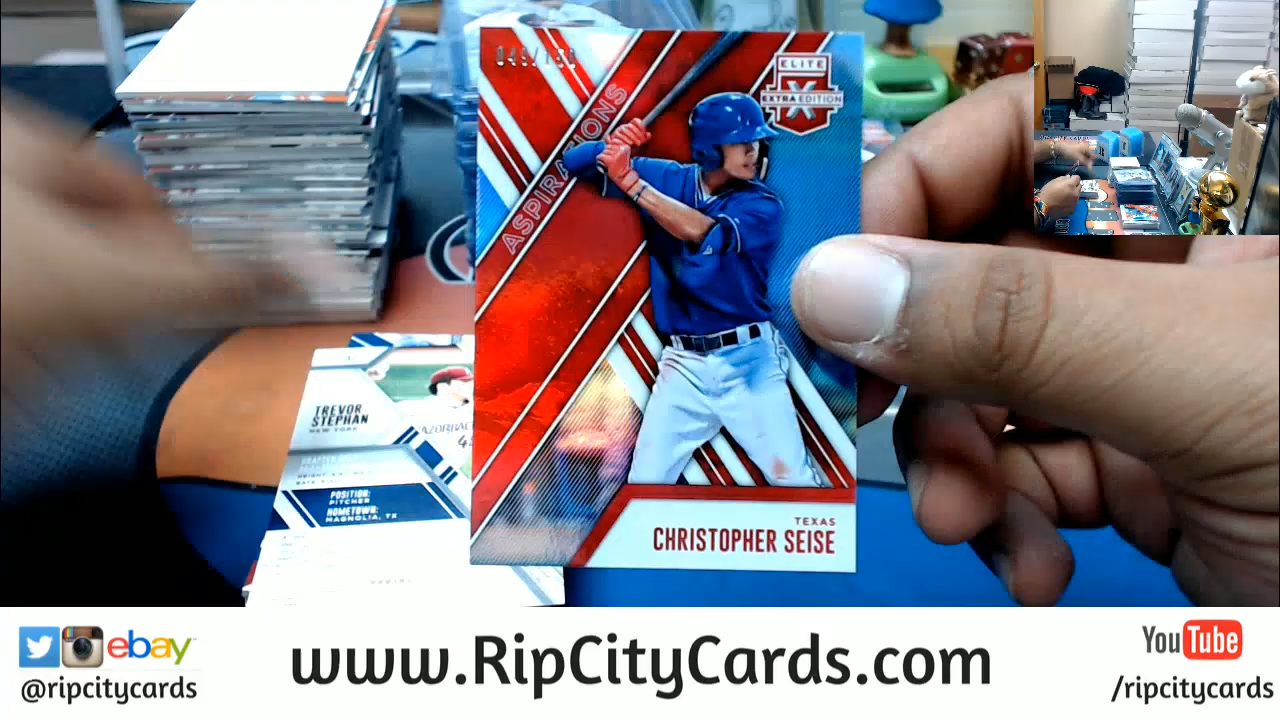 ELITE
X
EXTRA EDITION
ASPIRATIONS
TEXAS
CHRISTOPHER SEISE
TREVOR
STEPHAN
NEW YORK
POSITION:
PITCHER
HOMETOWN:
MAGNOLIA, TX
ebay
@ripcitycards
www.RipCityCards.com
YouTube
/ripcitycards